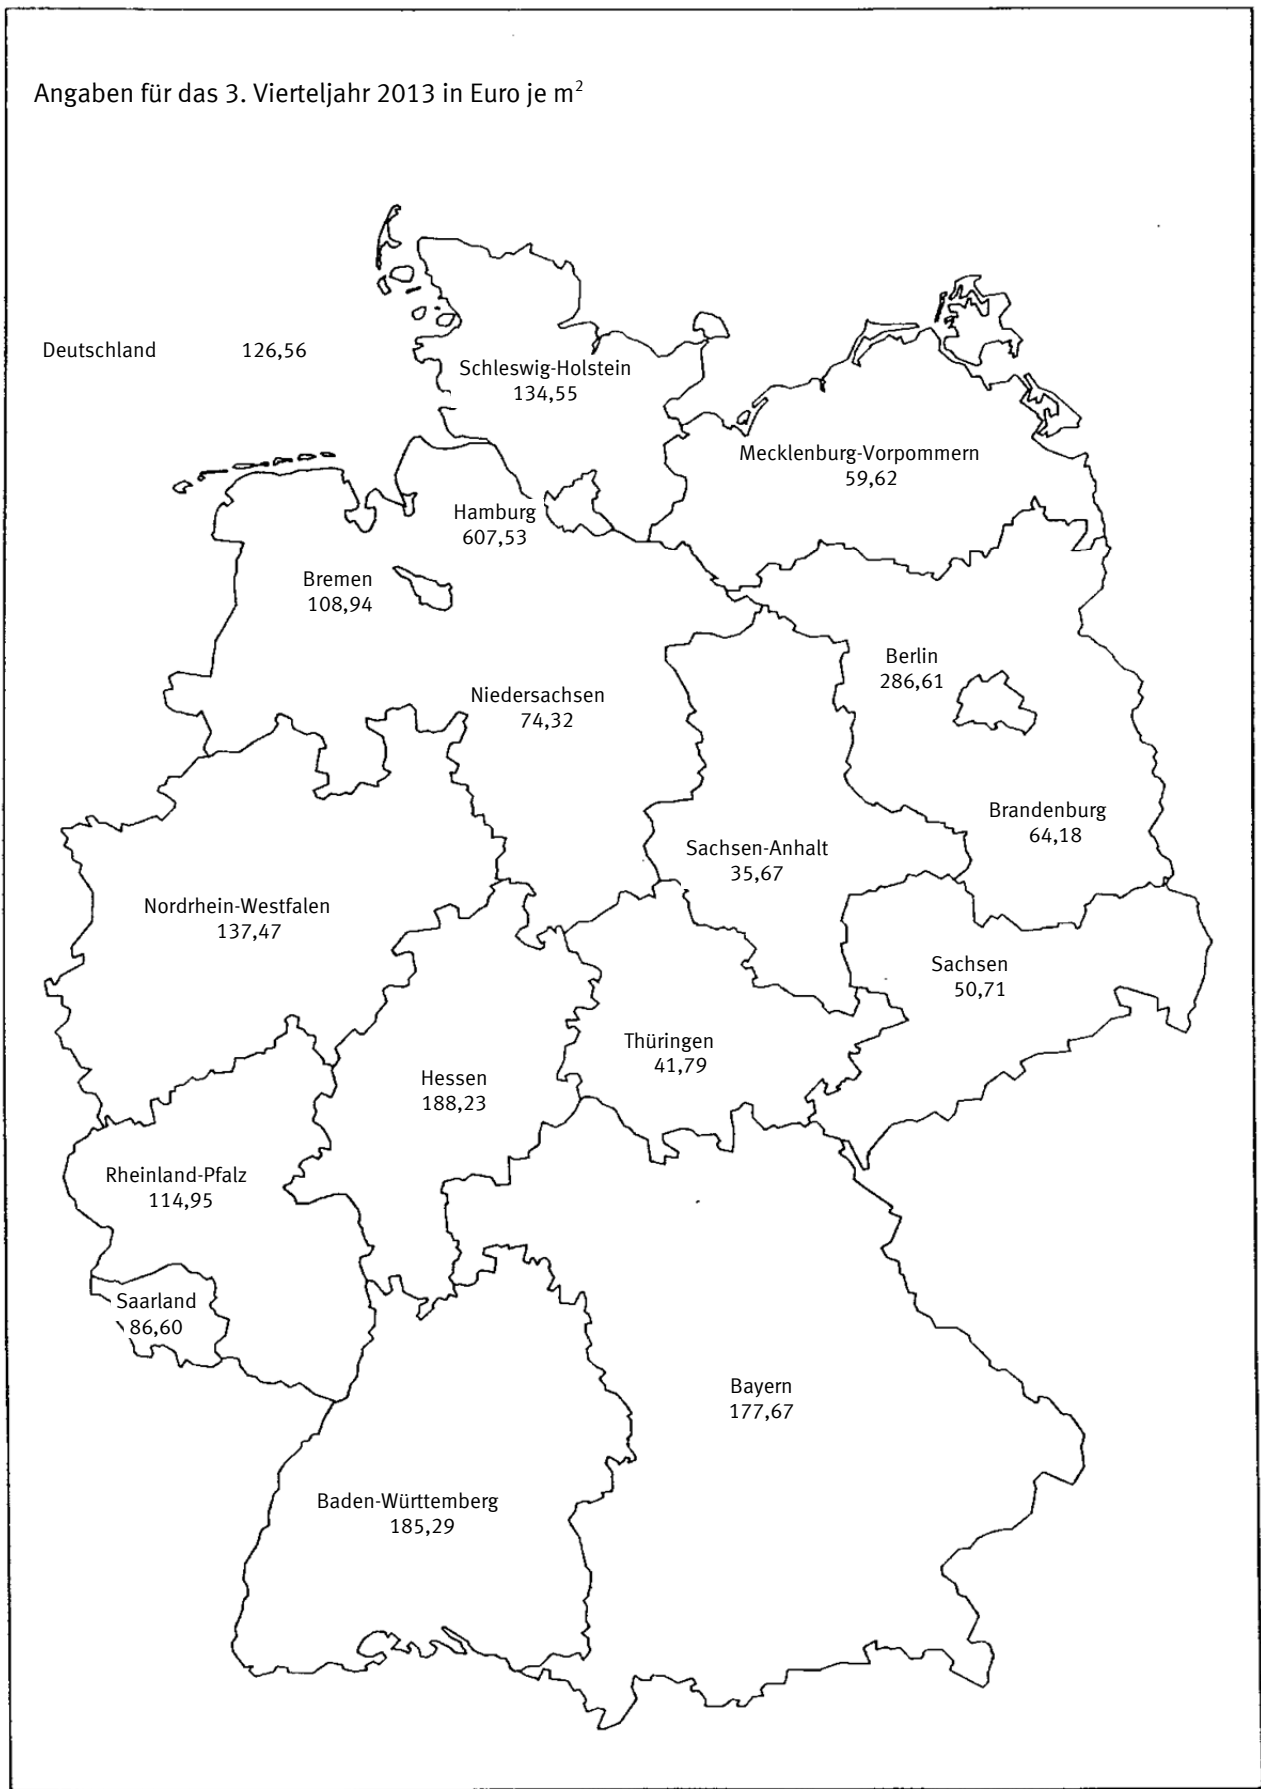 Angaben für das 3. Vierteljahr 2013 in Euro je m²
Deutschland 126,56
Schleswig-Holstein
134,55
Mecklenburg-Vorpommern
59,62
Hamburg
607,53
Bremen
108,94
Berlin
286,61
Niedersachsen
74,32
Brandenburg
64,18
Sachsen-Anhalt
35,67
Nordrhein-Westfalen
137,47
Sachsen
50,71
Thüringen
41,79
Hessen
188,23
Rheinland-Pfalz
114,95
Saarland
86,60
Bayern
177,67
Baden-Württemberg
185,29